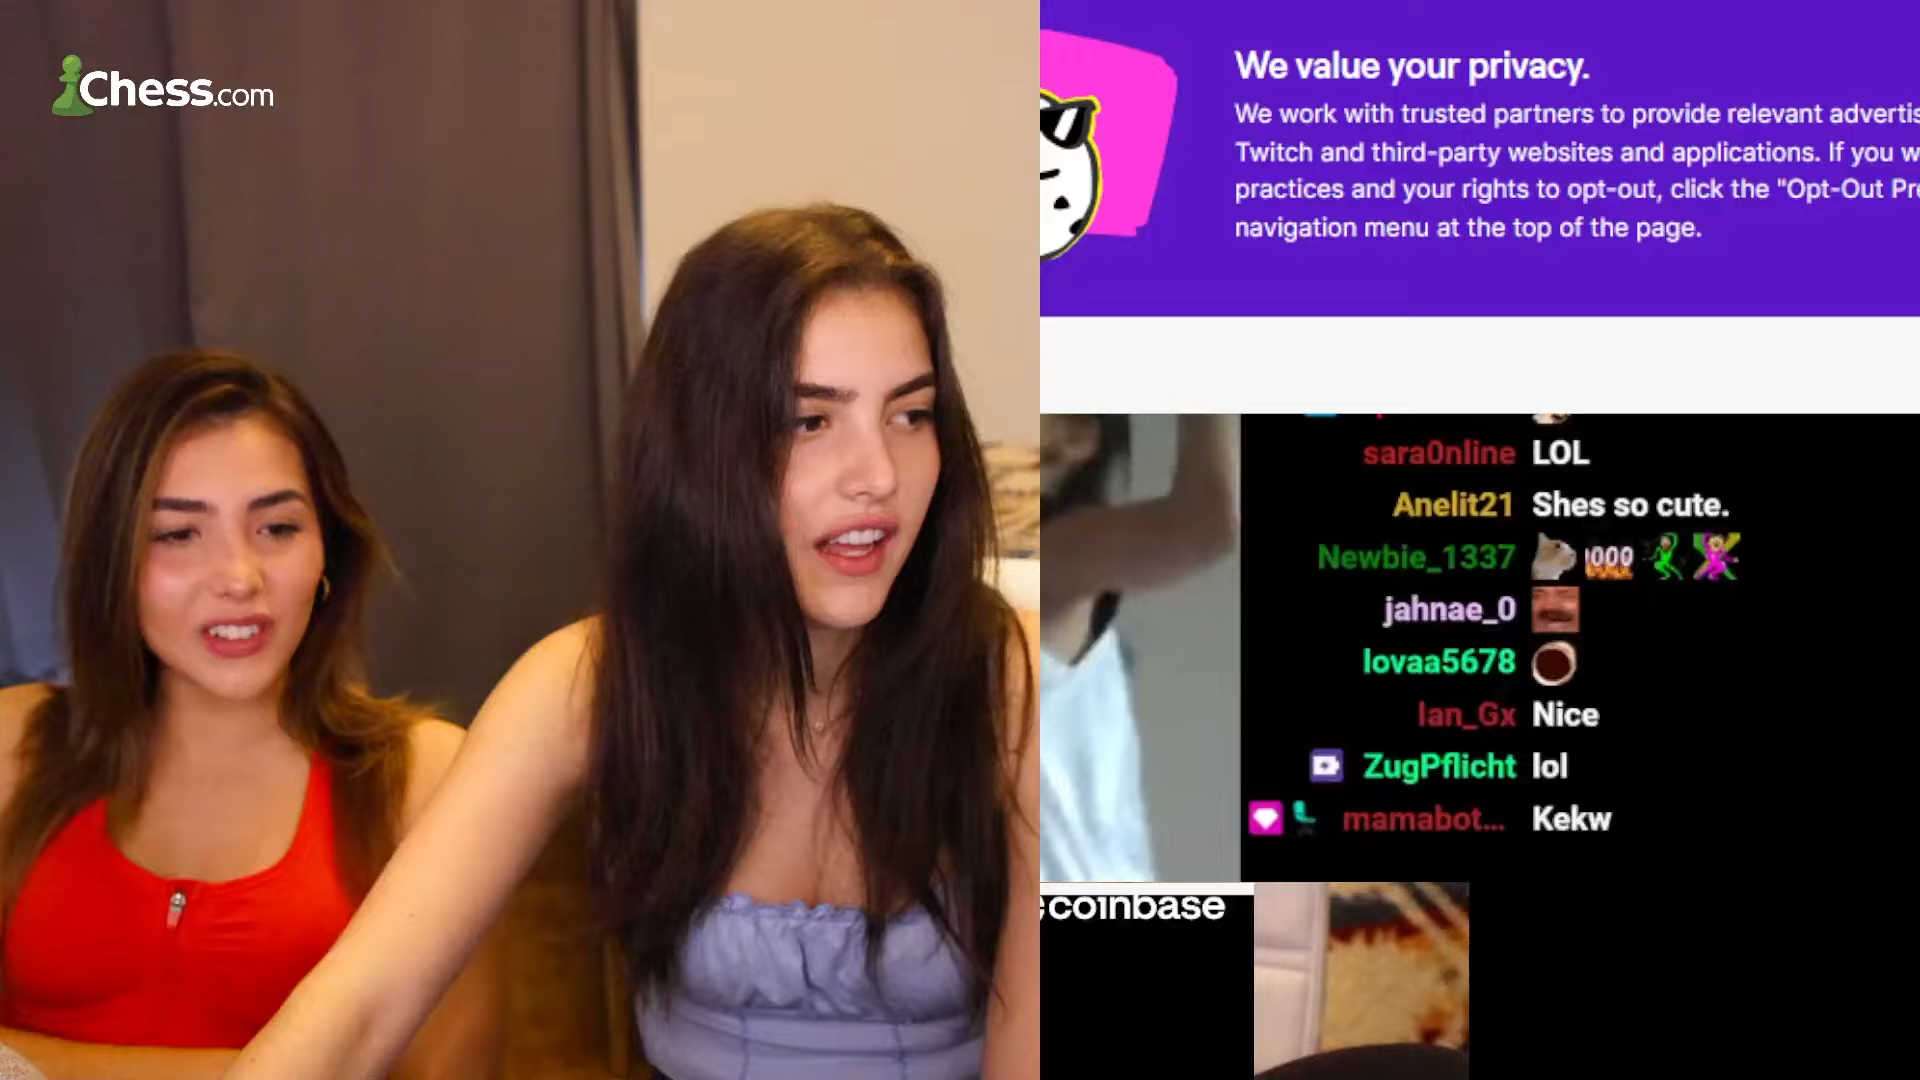 Chess.com
We value your privacy.
We work with trusted partners to provide relevant advertis
Twitch and third-party websites and applications. If you w
practices and your rights to opt-out, click the "Opt-Out Pre
navigation menu at the top of the page.
sara0nline LOL
Anelit21 Shes so cute.
Newbie_1337 000
jahnae_0
lovaa5678
Ian_Gx Nice
ZugPflicht lol
mamabot... Kekw
coinbase